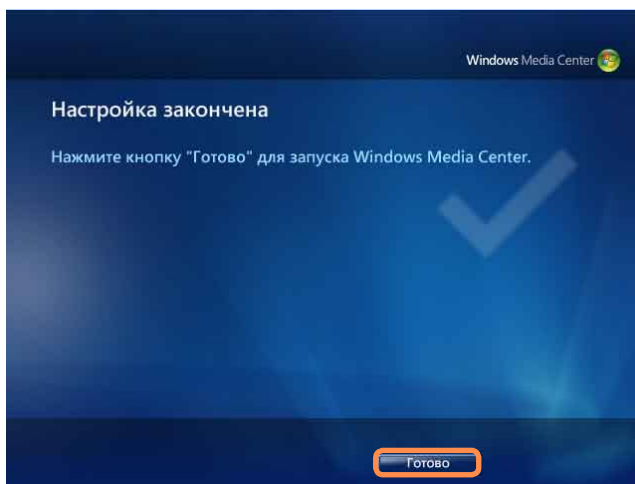 Windows Media Center
Настройка закончена
Нажмите кнопку "Готово" для запуска Windows Media Center.
Готово